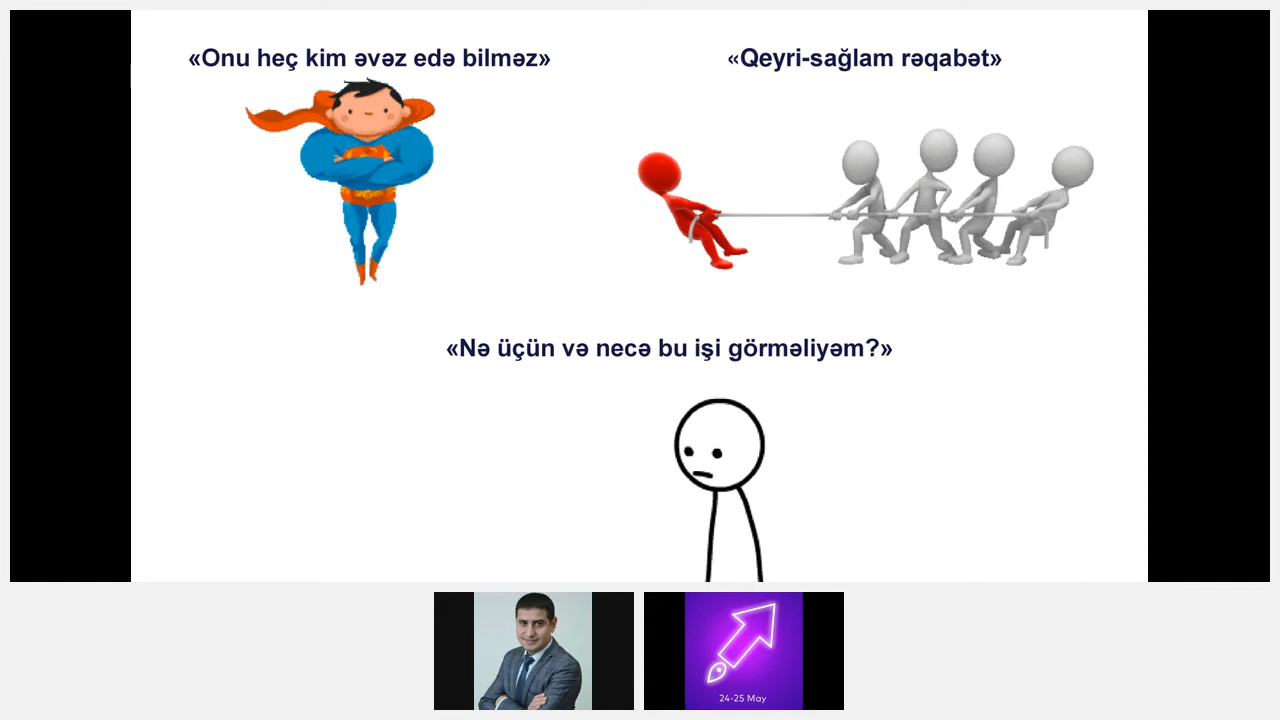 «Onu heç kim əvəz edə bilməz»
«Qeyri-sağlam rəqabət»
«Nə üçün və necə bu işi görməliyəm?»
24-25 May